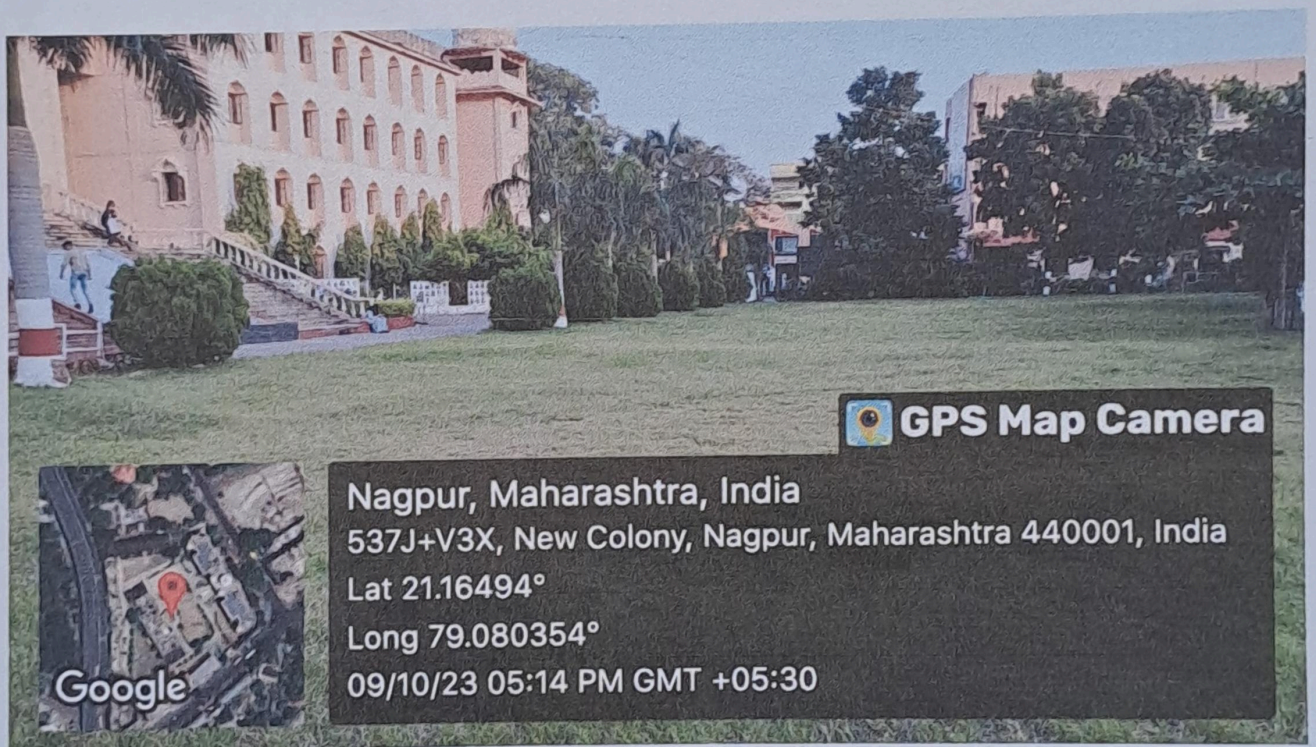 GPS Map Camera
Nagpur, Maharashtra, India
537J+V3X, New Colony, Nagpur, Maharashtra 440001, India
Lat 21.16494°
Long 79.080354°
09/10/23 05:14 PM GMT +05:30
Google